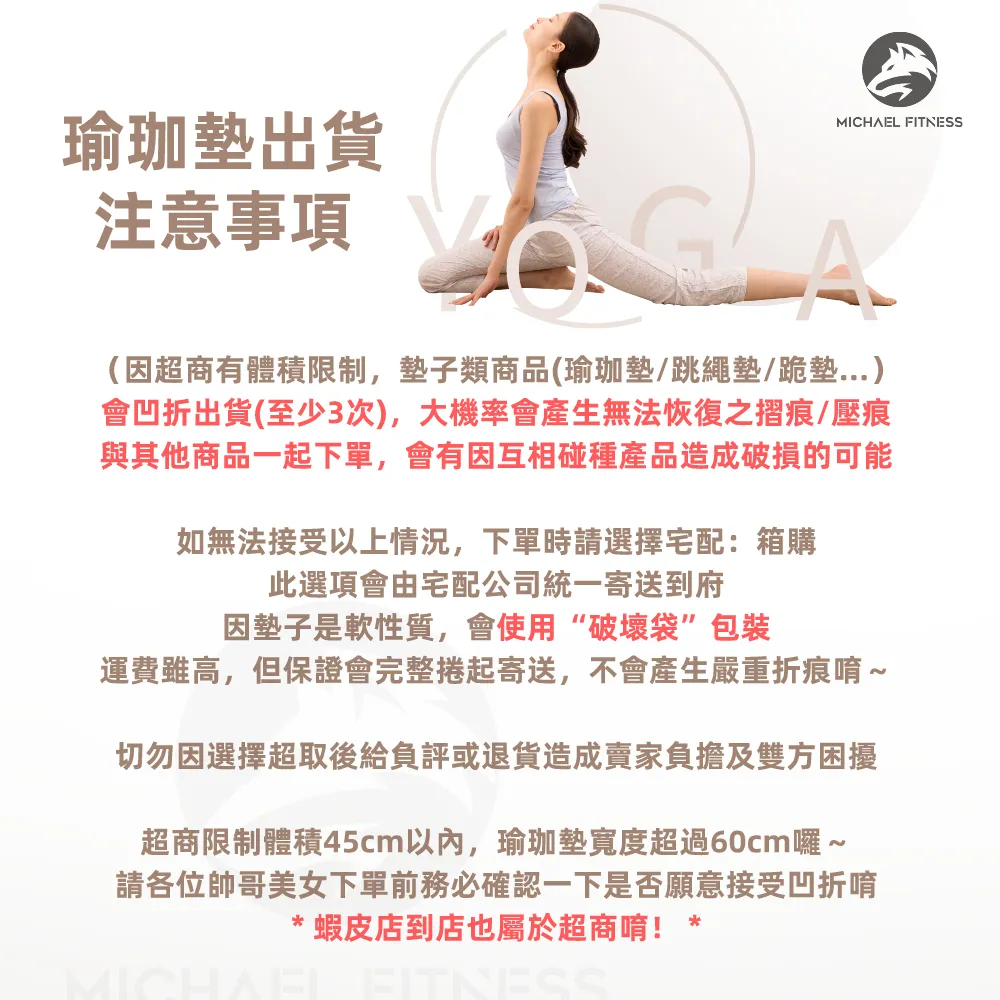 瑜珈墊出貨
注意事項
MICHAEL FITNESS
YOGA
（因超商有體積限制，墊子類商品(瑜珈墊/跳繩墊/跪墊...）
會凹折出貨(至少3次)，大機率會產生無法恢復之摺痕/壓痕
與其他商品一起下單，會有因互相碰種產品造成破損的可能
如無法接受以上情況，下單時請選擇宅配：箱購
此選項會由宅配公司統一寄送到府
因墊子是軟性質，會使用“破壞袋”包裝
運費雖高，但保證會完整捲起寄送，不會產生嚴重折痕唷～
切勿因選擇超取後給負評或退貨造成賣家負擔及雙方困擾
超商限制體積45cm以內，瑜珈墊寬度超過60cm囉～
請各位帥哥美女下單前務必確認一下是否願意接受凹折唷
* 蝦皮店到店也屬於超商唷！ *
MICHAEL FITNESS